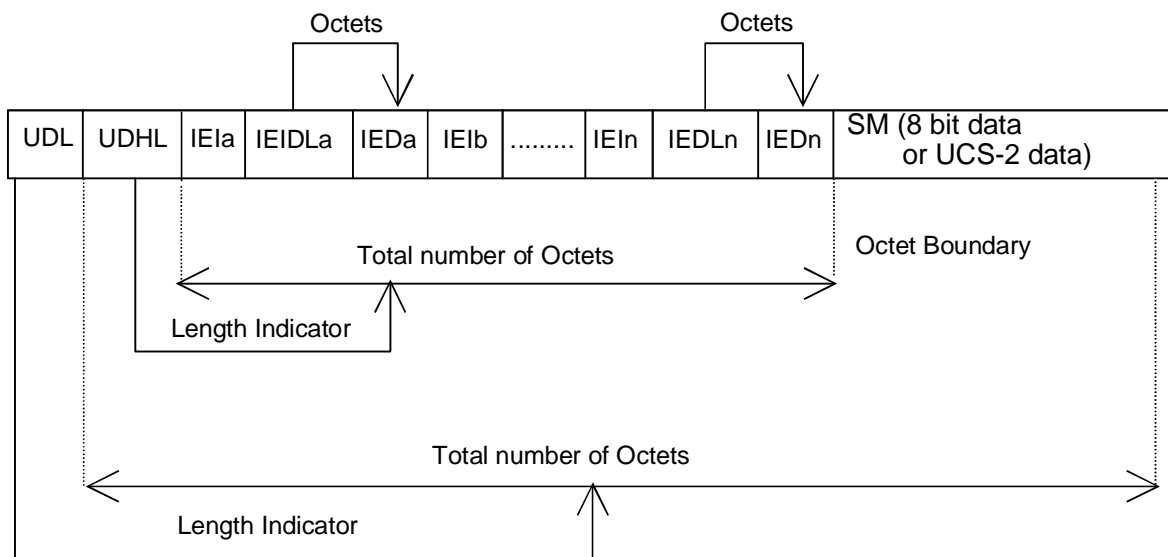 Octets Octets
UDL UDHL IEIa IEIDLa IEDa IEIb ......... IEIn IEDLn IEDn SM (8 bit data
or UCS-2 data)
Total number of Octets Octet Boundary
Length Indicator
Total number of Octets
Length Indicator